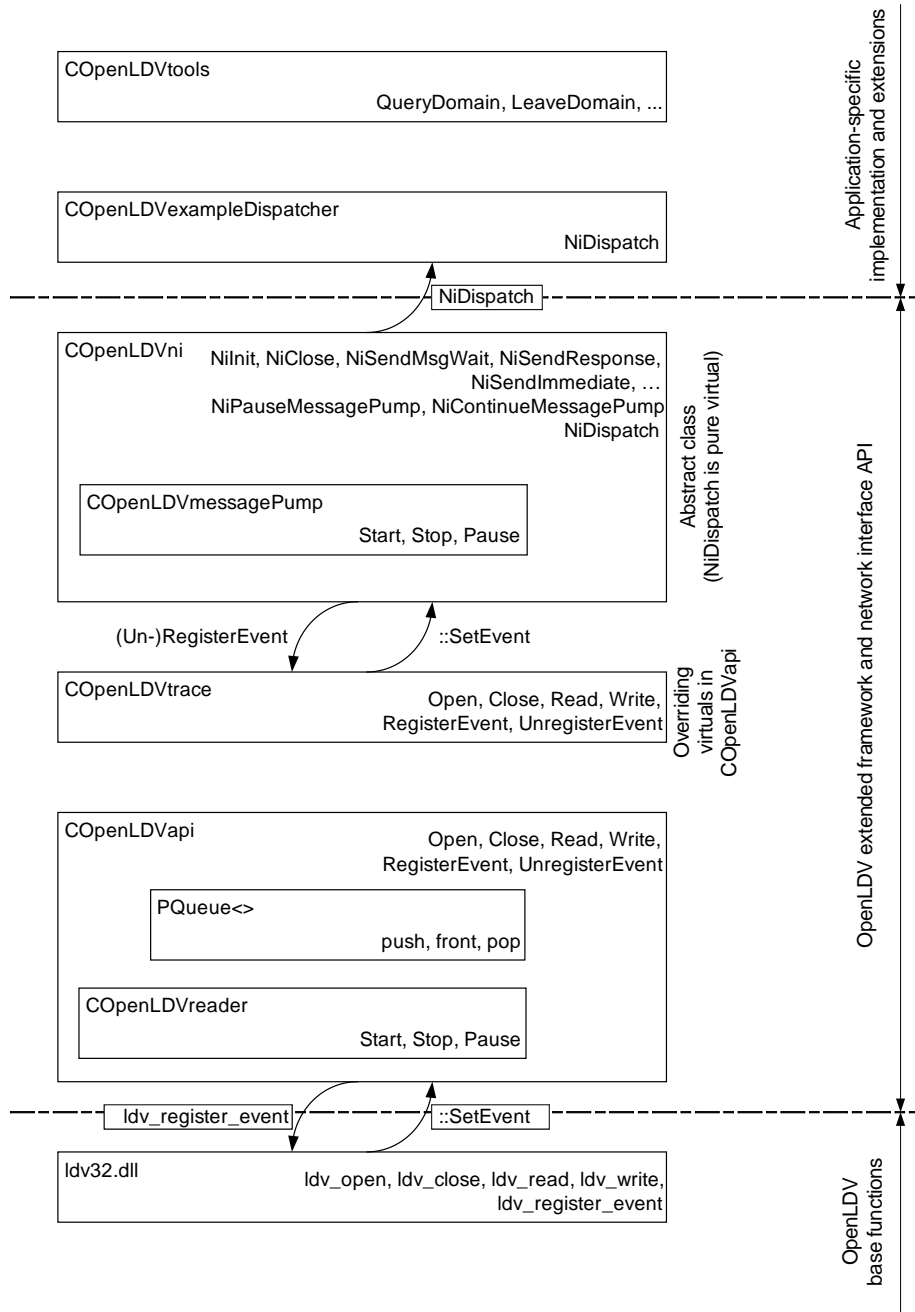 COpenLDVtools
QueryDomain, LeaveDomain, ...
Application-specific
implementation and extensions
COpenLDVexampleDispatcher
NiDispatch
NiDispatch
COpenLDVni
NiInit, NiClose, NiSendMsgWait, NiSendResponse,
NiSendImmediate, …
NiPauseMessagePump, NiContinueMessagePump
NiDispatch
Abstract class
(NiDispatch is pure virtual)
COpenLDVmessagePump
Start, Stop, Pause
(Un-)RegisterEvent
::SetEvent
COpenLDVtrace
Open, Close, Read, Write,
RegisterEvent, UnregisterEvent
Overriding
virtuals in
COpenLDVapi
OpenLDV extended framework and network interface API
COpenLDVapi
Open, Close, Read, Write,
RegisterEvent, UnregisterEvent
PQueue<>
push, front, pop
COpenLDVreader
Start, Stop, Pause
ldv_register_event
::SetEvent
ldv32.dll
ldv_open, ldv_close, ldv_read, ldv_write,
ldv_register_event
OpenLDV
base functions